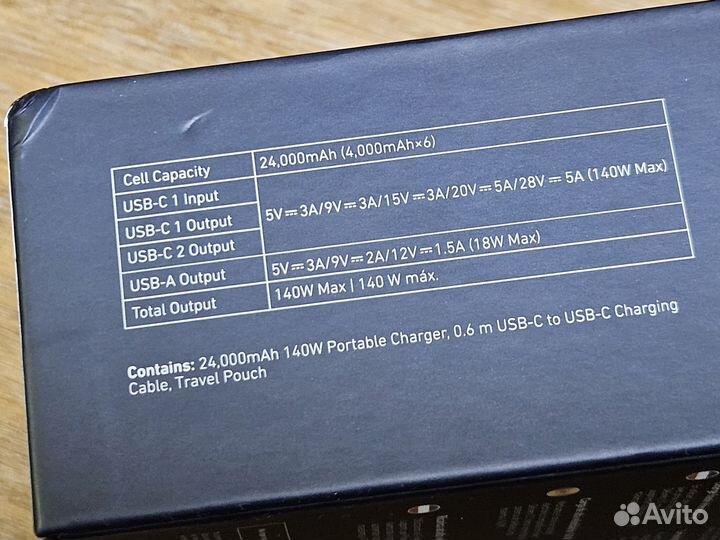 Cell Capacity 24,000mAh (4,000mAh×6)
USB-C 1 Input
USB-C 1 Output 5V⎓3A/9V⎓3A/15V⎓3A/20V⎓5A/28V⎓5A (140W Max)
USB-C 2 Output
USB-A Output 5V⎓3A/9V⎓2A/12V⎓1.5A (18W Max)
Total Output 140W Max | 140 W máx.
Contains: 24,000mAh 140W Portable Charger, 0.6 m USB-C to USB-C Charging
Cable, Travel Pouch
Avito